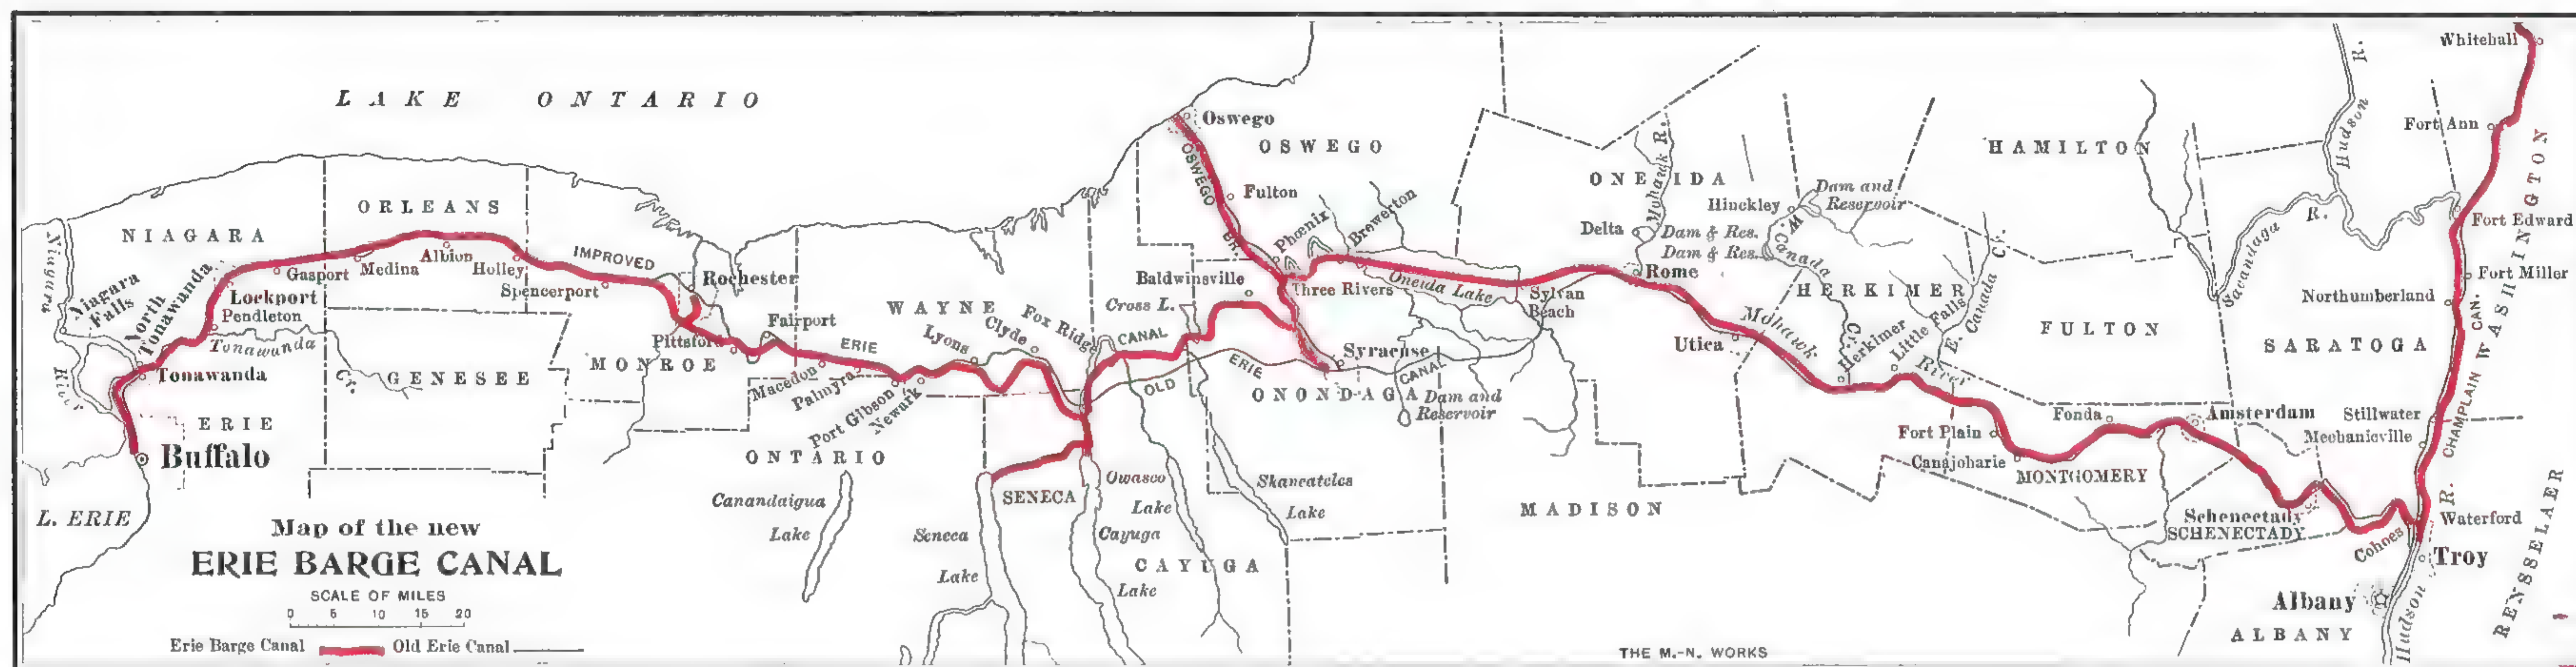 LAKE ONTARIO
NIAGARA
Niagara
River
Niagara
Falls
North
Tonawanda
Tonawanda
Buffalo
ERIE
L. ERIE
Lockport
Pendleton
Tonawanda
Cr.
Gasport
Medina
ORLEANS
Albion
Holley
GENESEE
IMPROVED
Spencerport
Rochester
Pittsford
MONROE
Fairport
ERIE
Macedon
Palmyra
Port Gibson
Newark
WAYNE
Lyons
Clyde
Fox Ridge
CANAL
ONTARIO
Canandaigua
Lake
Seneca
Lake
SENECA
Cayuga
Lake
Owasco
Lake
CAYUGA
Skaneateles
Lake
Cross L.
Baldwinsville
OLD
ERIE
CANAL
Oswego
OSWEGO
OSWEGO
BR.
Fulton
Phœnix
Brewerton
Three Rivers
Oneida Lake
Syracuse
ONONDAGA
Dam and
Reservoir
Sylvan
Beach
MADISON
ONEIDA
Mohawk R.
Delta
Dam & Res.
Dam & Res.
Rome
Hinckley
Dam and
Reservoir
W. Canada
Cr.
Utica
Mohawk
River
HERKIMER
Herkimer
Little Falls
E. Canada Cr.
HAMILTON
FULTON
Fort Plain
Canajoharie
Fonda
MONTGOMERY
Amsterdam
Schenectady
SCHENECTADY
Sacandaga
R.
Hudson
R.
SARATOGA
Whitehall
Fort Ann
WASHINGTON
Fort Edward
Fort Miller
Northumberland
CHAMPLAIN CAN.
Stillwater
Mechanicville
R.
Waterford
Cohoes
Troy
Albany
ALBANY
Hudson
RENSSELAER
Map of the new
ERIE BARGE CANAL
SCALE OF MILES
0 5 10 15 20
Erie Barge Canal
Old Erie Canal
THE M.-N. WORKS